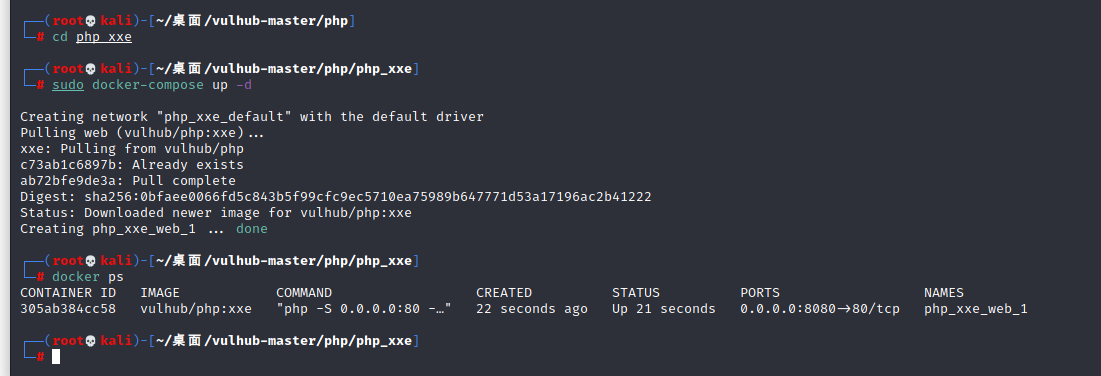 ┌──(root💀kali)-[~/桌面/vulhub-master/php]
└─# cd php_xxe
┌──(root💀kali)-[~/桌面/vulhub-master/php/php_xxe]
└─# sudo docker-compose up -d
Creating network "php_xxe_default" with the default driver
Pulling web (vulhub/php:xxe)...
xxe: Pulling from vulhub/php
c73ab1c6897b: Already exists
ab72bfe9de3a: Pull complete
Digest: sha256:0bfaee0066fd5c843b5f99cfc9ec5710ea75989b647771d53a17196ac2b41222
Status: Downloaded newer image for vulhub/php:xxe
Creating php_xxe_web_1 ... done
┌──(root💀kali)-[~/桌面/vulhub-master/php/php_xxe]
└─# docker ps
CONTAINER ID   IMAGE            COMMAND                  CREATED          STATUS          PORTS                  NAMES
305ab384cc58   vulhub/php:xxe   "php -S 0.0.0.0:80 -…"   22 seconds ago   Up 21 seconds   0.0.0.0:8080->80/tcp   php_xxe_web_1
┌──(root💀kali)-[~/桌面/vulhub-master/php/php_xxe]
└─#